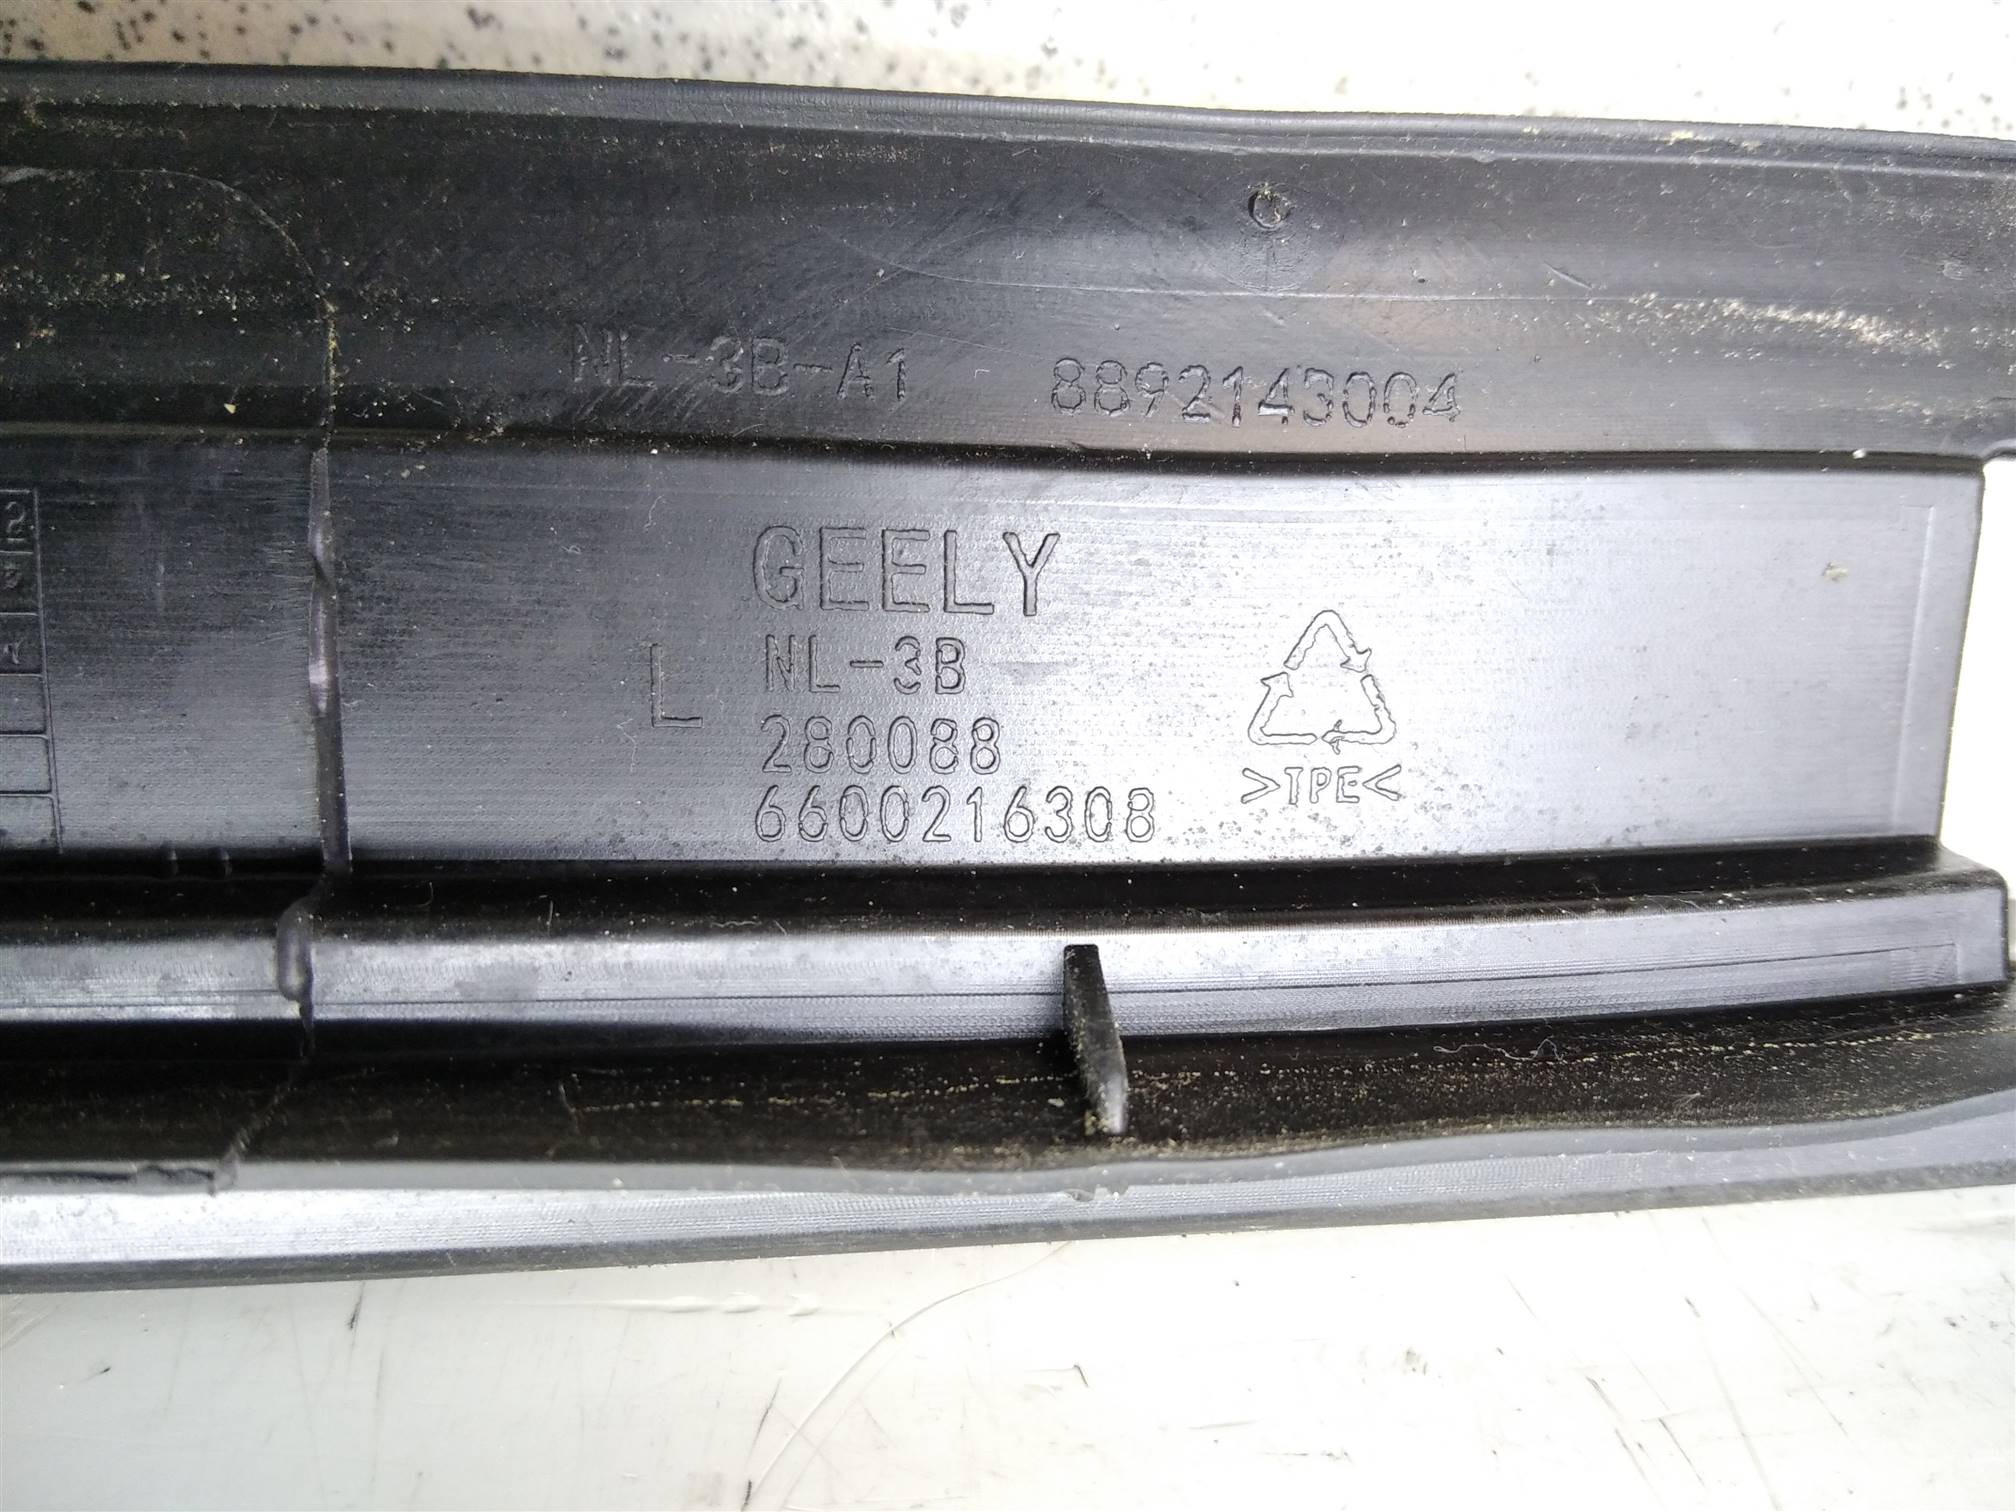 NL-3B-A1 8892143004
GEELY
L NL-3B
280088
6600216308
>TPE<